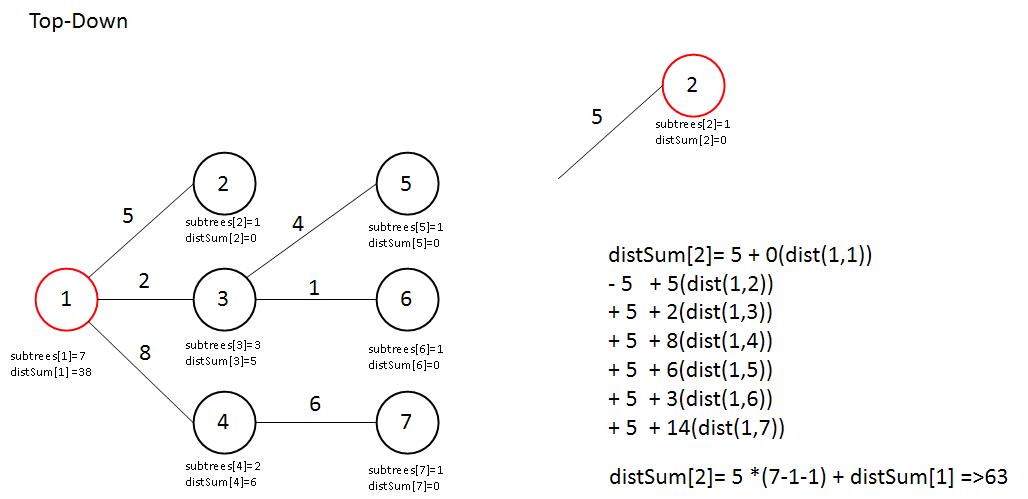 Top-Down
2
5
subtrees[2]=1
distSum[2]=0
2
subtrees[2]=1
distSum[2]=0
5
subtrees[5]=1
distSum[5]=0
5
4
1
2
3
1
6
subtrees[1]=7
distSum[1] =38
subtrees[3]=3
distSum[3]=5
subtrees[6]=1
distSum[6]=0
8
4
6
7
subtrees[4]=2
distSum[4]=6
subtrees[7]=1
distSum[7]=0
distSum[2]= 5 + 0(dist(1,1))
- 5 + 5(dist(1,2))
+ 5 + 2(dist(1,3))
+ 5 + 8(dist(1,4))
+ 5 + 6(dist(1,5))
+ 5 + 3(dist(1,6))
+ 5 + 14(dist(1,7))
distSum[2]= 5 *(7-1-1) + distSum[1] =>63